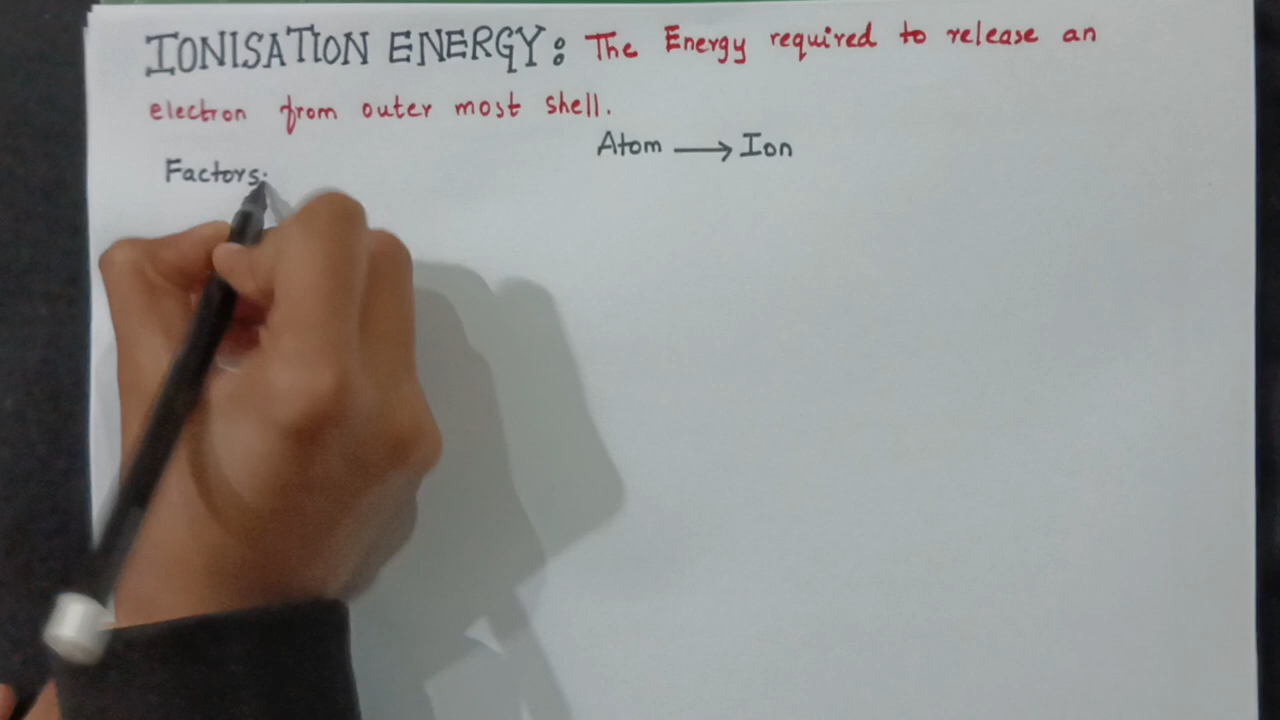 IONISATION ENERGY: The Energy required to release an
electron from outer most shell.
Atom → Ion
Factors: